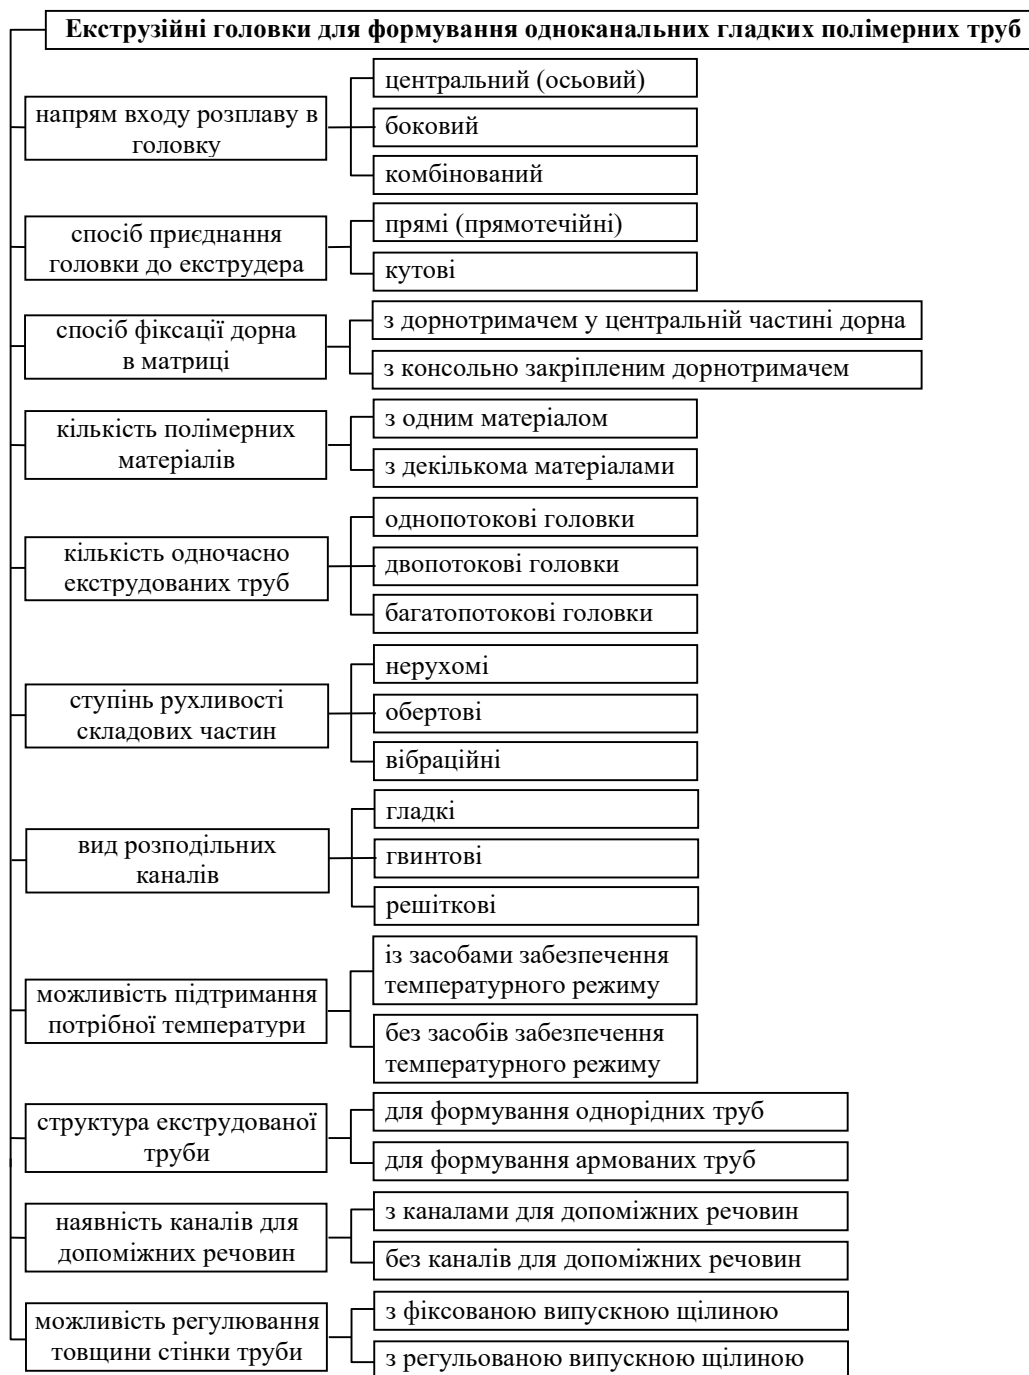 Екструзійні головки для формування одноканальних гладких полімерних труб
напрям входу розплаву в
головку
центральний (осьовий)
боковий
комбінований
спосіб приєднання
головки до екструдера
прямі (прямотечійні)
кутові
спосіб фіксації дорна
в матриці
з дорнотримачем у центральній частині дорна
з консольно закріпленим дорнотримачем
кількість полімерних
матеріалів
з одним матеріалом
з декількома матеріалами
кількість одночасно
екструдованих труб
однопотокові головки
двопотокові головки
багатопотокові головки
ступінь рухливості
складових частин
нерухомі
обертові
вібраційні
вид розподільних
каналів
гладкі
гвинтові
решіткові
можливість підтримання
потрібної температури
із засобами забезпечення
температурного режиму
без засобів забезпечення
температурного режиму
структура екструдованої
труби
для формування однорідних труб
для формування армованих труб
наявність каналів для
допоміжних речовин
з каналами для допоміжних речовин
без каналів для допоміжних речовин
можливість регулювання
товщини стінки труби
з фіксованою випускною щілиною
з регульованою випускною щілиною